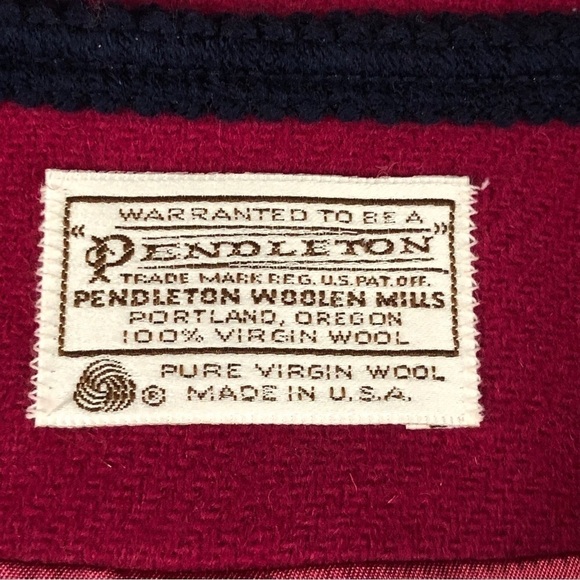 WARRANTED TO BE A
"PENDLETON"
TRADE MARK REG. U.S. PAT. OFF.
PENDLETON WOOLEN MILLS
PORTLAND, OREGON
100% VIRGIN WOOL
PURE VIRGIN WOOL
® MADE IN U.S.A.